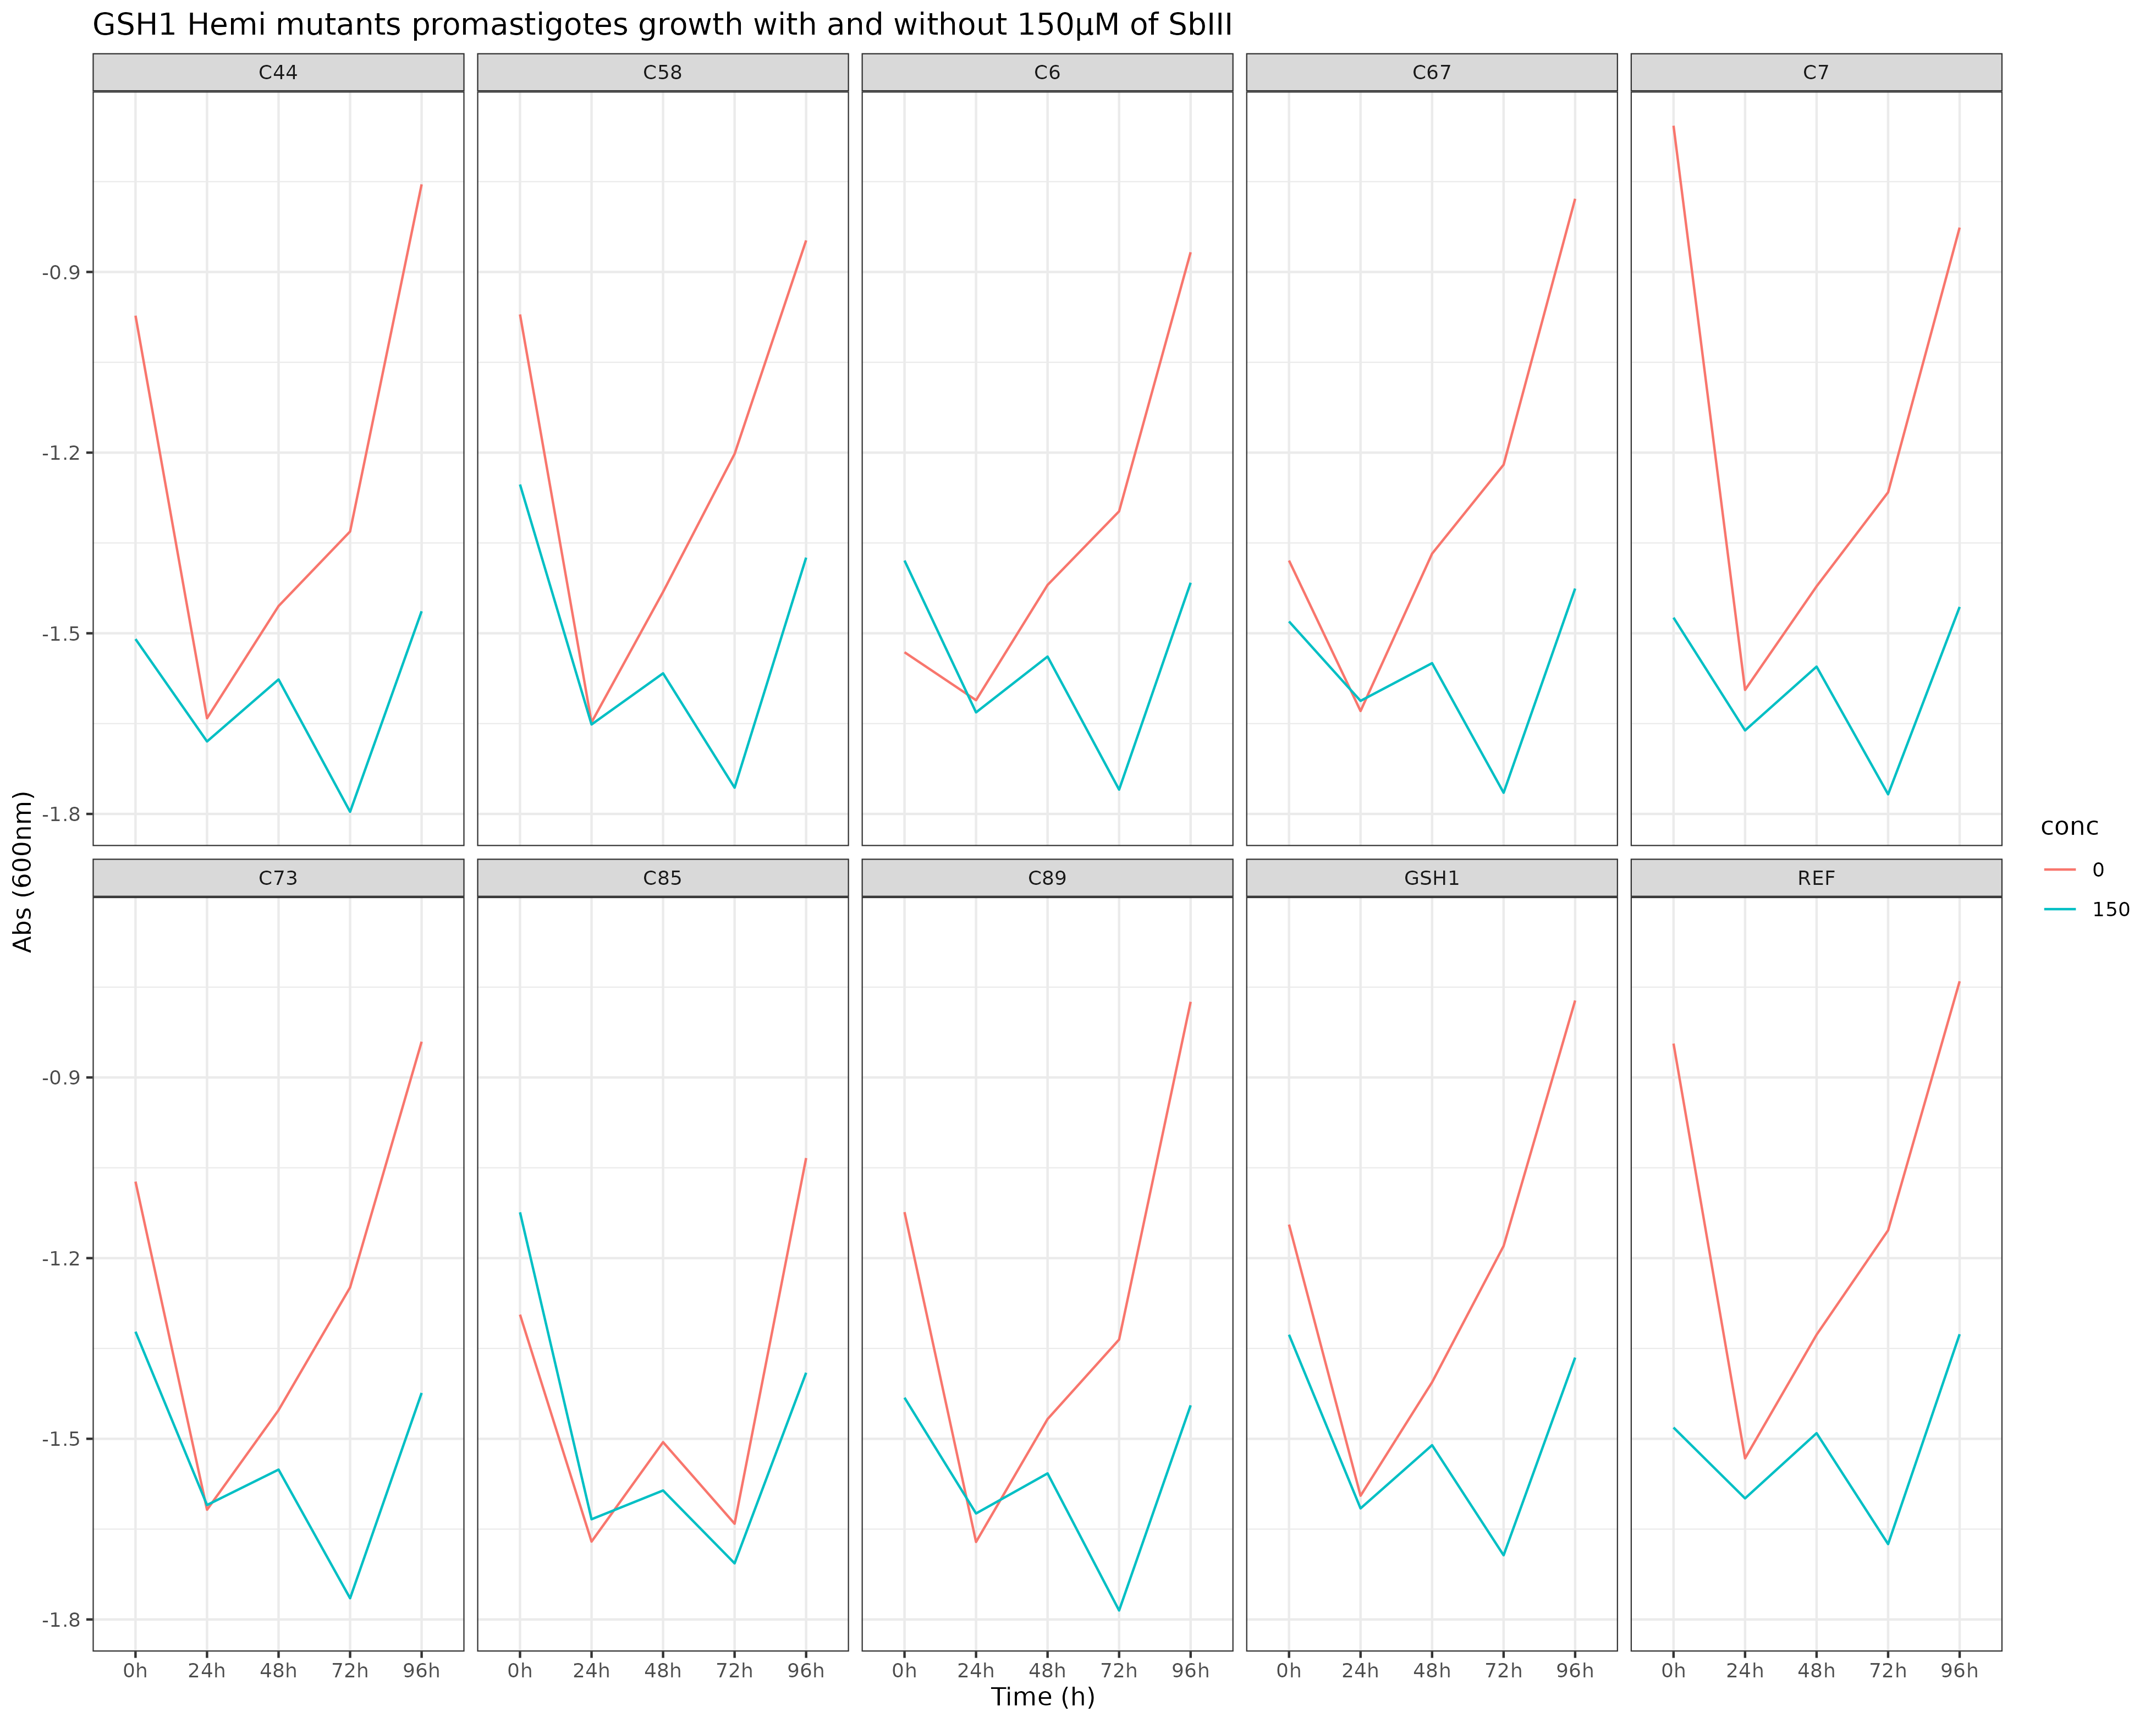 GSH1 Hemi mutants promastigotes growth with and without 150µM of SbIII
C44 C58 C6 C67 C7
-0.9
-1.2
-1.5
-1.8
C73 C85 C89 GSH1 REF
-0.9
-1.2
-1.5
-1.8
0h 24h 48h 72h 96h 0h 24h 48h 72h 96h 0h 24h 48h 72h 96h 0h 24h 48h 72h 96h 0h 24h 48h 72h 96h
Time (h)
Abs (600nm)
conc
0
150